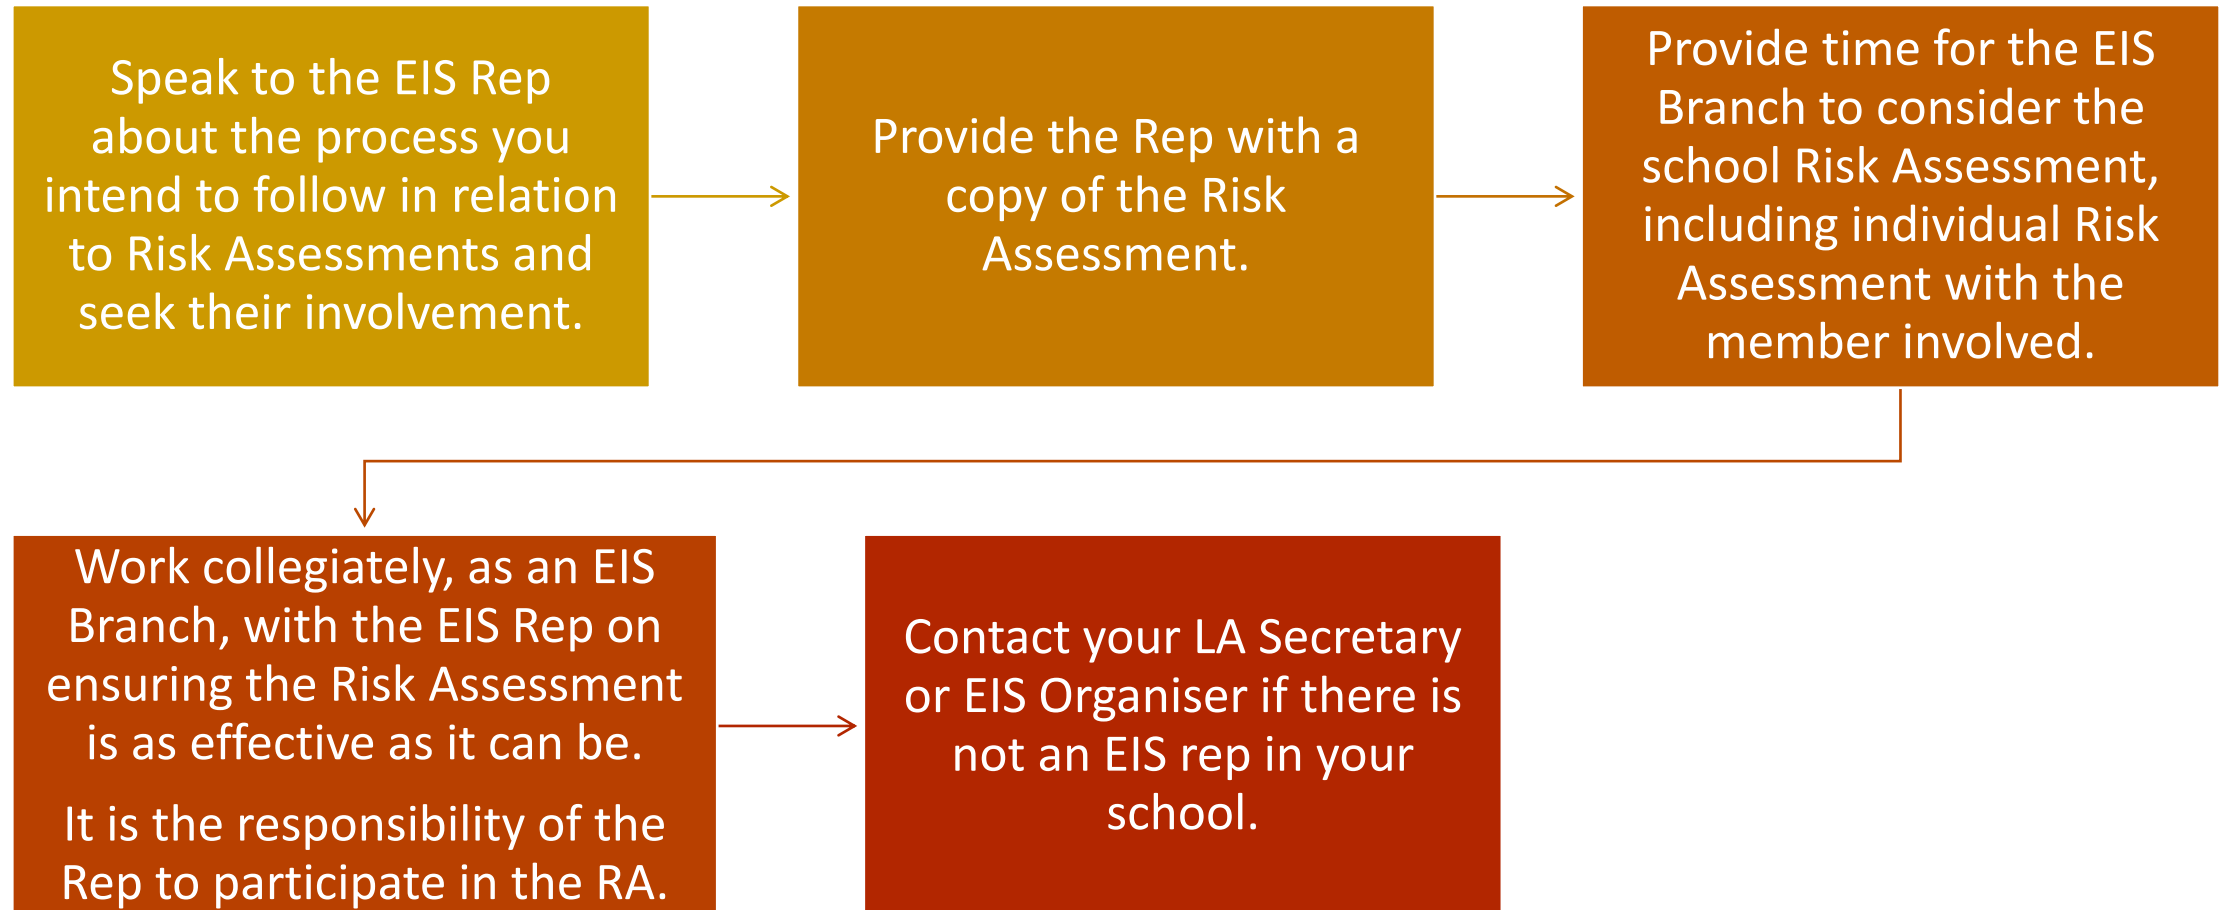 Speak to the EIS Rep
about the process you
intend to follow in relation
to Risk Assessments and
seek their involvement.
Provide the Rep with a
copy of the Risk
Assessment.
Provide time for the EIS
Branch to consider the
school Risk Assessment,
including individual Risk
Assessment with the
member involved.
Work collegiately, as an EIS
Branch, with the EIS Rep on
ensuring the Risk Assessment
is as effective as it can be.
It is the responsibility of the
Rep to participate in the RA.
Contact your LA Secretary
or EIS Organiser if there is
not an EIS rep in your
school.